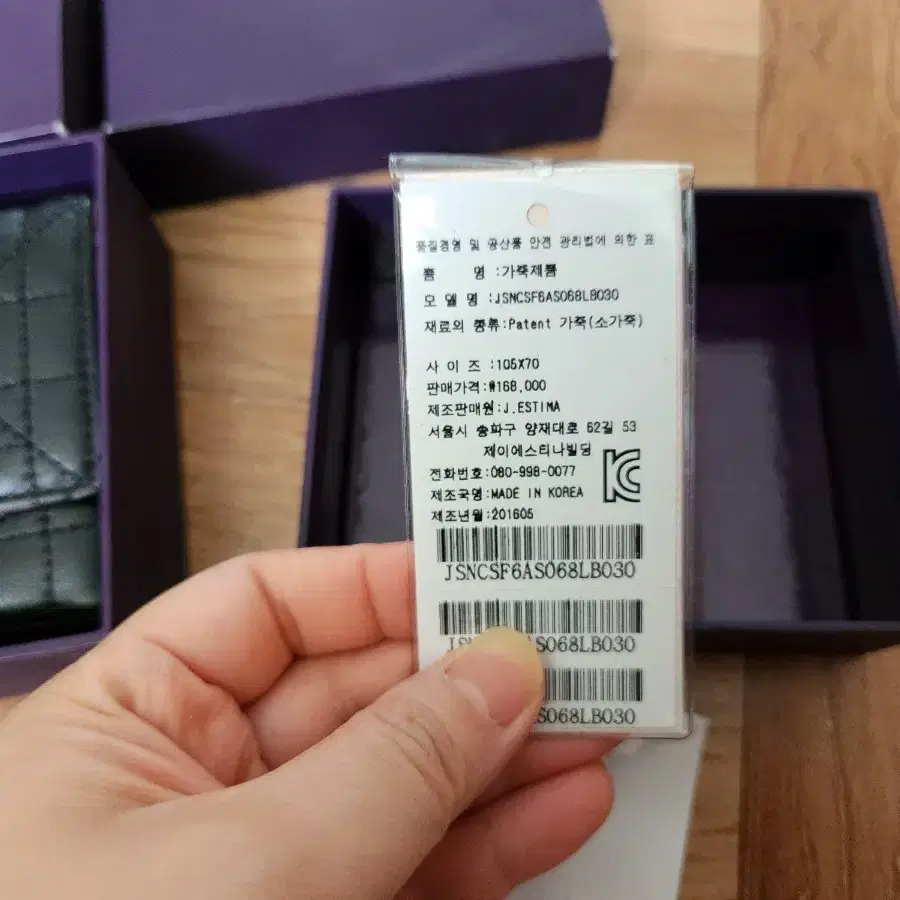 품질경영 및 공산품 안전 관리법에 의한 표
품 명 :가죽제품
모 델 명 :JSNCSF6AS068LB030
재료의 종류:Patent 가죽(소가죽)
사 이 즈 :105X70
판매가격:₩168,000
제조판매원:J.ESTINA
서울시 송파구 양재대로 62길 53
제이에스티나빌딩
전화번호:080-998-0077
제조국명:MADE IN KOREA
제조년월:201605
JSNCSF6AS068LB030
AS068LB030
S068LB030